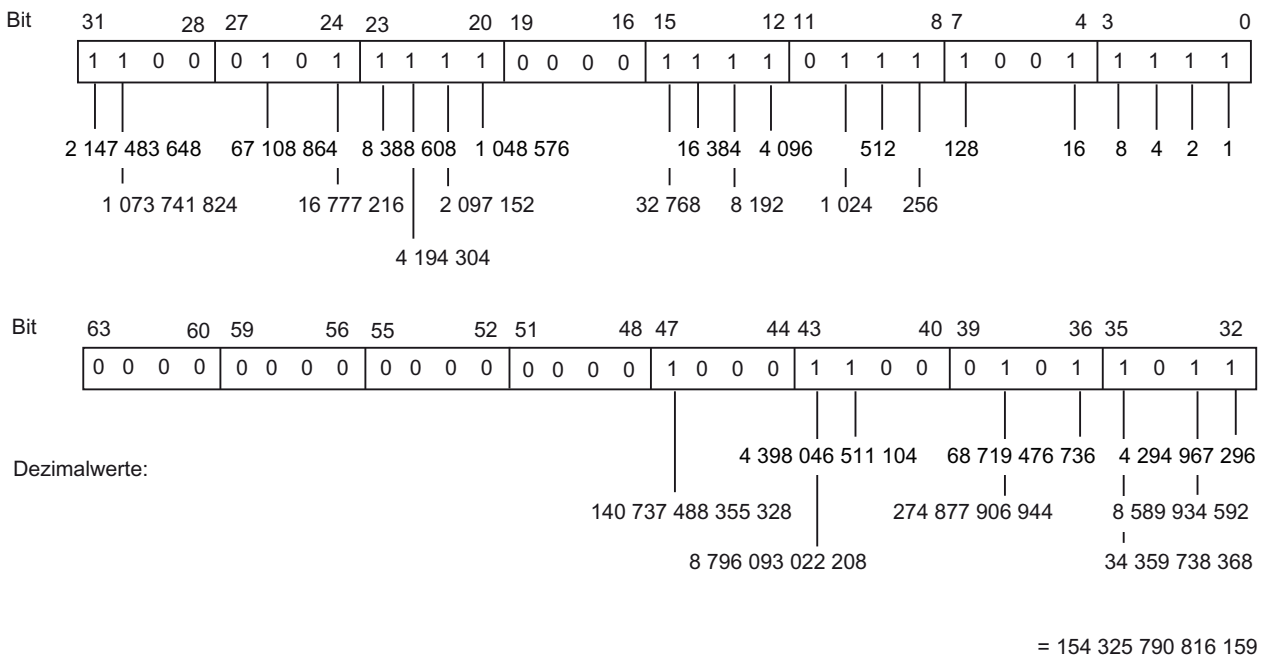 Bit 31 28 27 24 23 20 19 16 15 12 11 8 7 4 3 0
1 1 0 0 0 1 0 1 1 1 1 1 0 0 0 0 1 1 1 1 0 1 1 1 1 0 0 1 1 1 1 1
2 147 483 648 67 108 864 8 388 608 1 048 576 16 384 4 096 512 128 16 8 4 2 1
1 073 741 824 16 777 216 2 097 152 32 768 8 192 1 024 256
4 194 304
Bit 63 60 59 56 55 52 51 48 47 44 43 40 39 36 35 32
0 0 0 0 0 0 0 0 0 0 0 0 0 0 0 0 1 0 0 0 1 1 0 0 0 1 0 1 1 0 1 1
4 398 046 511 104 68 719 476 736 4 294 967 296
Dezimalwerte:
140 737 488 355 328 274 877 906 944 8 589 934 592
8 796 093 022 208 34 359 738 368
= 154 325 790 816 159